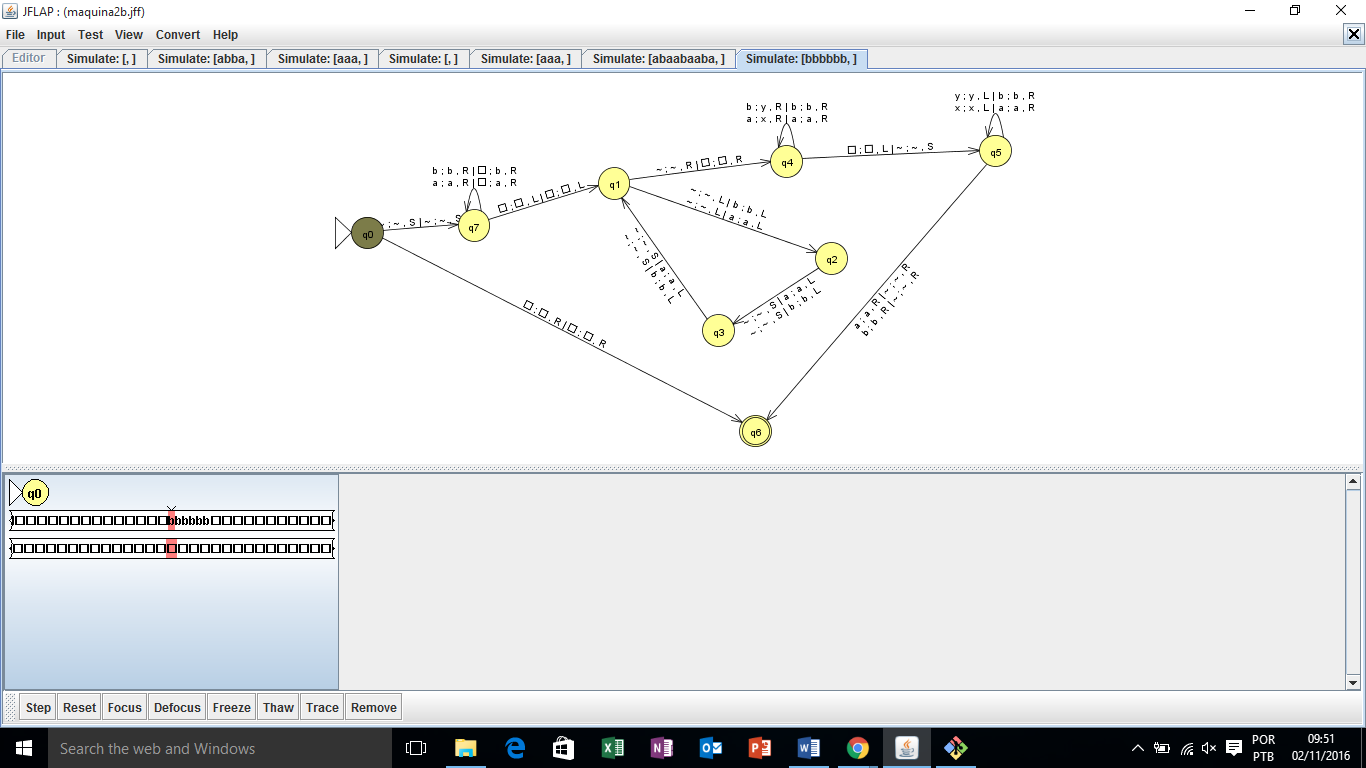 JFLAP : (maquina2b.jff)
File Input Test View Convert Help
Editor Simulate: [, ] Simulate: [abba, ] Simulate: [aaa, ] Simulate: [, ] Simulate: [aaa, ] Simulate: [abaabaaba, ] Simulate: [bbbbbb, ]
y ; y , L | b ; b , R
x ; x , L | a ; a , R
b ; y , R | b ; b , R
a ; x , R | a ; a , R
q5
□ ; □ , L | ~ ; ~ , S
q4
~ ; ~ , R | □ ; □ , R
b ; b , R | □ ; b , R
a ; a , R | □ ; a , R
q1
□ ; □ , L | □ ; □ , L
~ ; ~ , L | b ; b , L
~ ; ~ , L | a ; a , L
q0
; ~ , S | ~ ; ~ , S
q7
~ ; ~ , S | a ; a , L
~ ; ~ , S | b ; b , L
q2
~ ; ~ , S | a ; a , L
~ ; ~ , S | b ; b , L
q3
a ; a , R | ~ ; ~ , R
b ; b , R | ~ ; ~ , R
□ ; □ , R | □ ; □ , R
q6
q0
bbbbbb
Step Reset Focus Defocus Freeze Thaw Trace Remove
Search the web and Windows
POR
PTB
09:51
02/11/2016